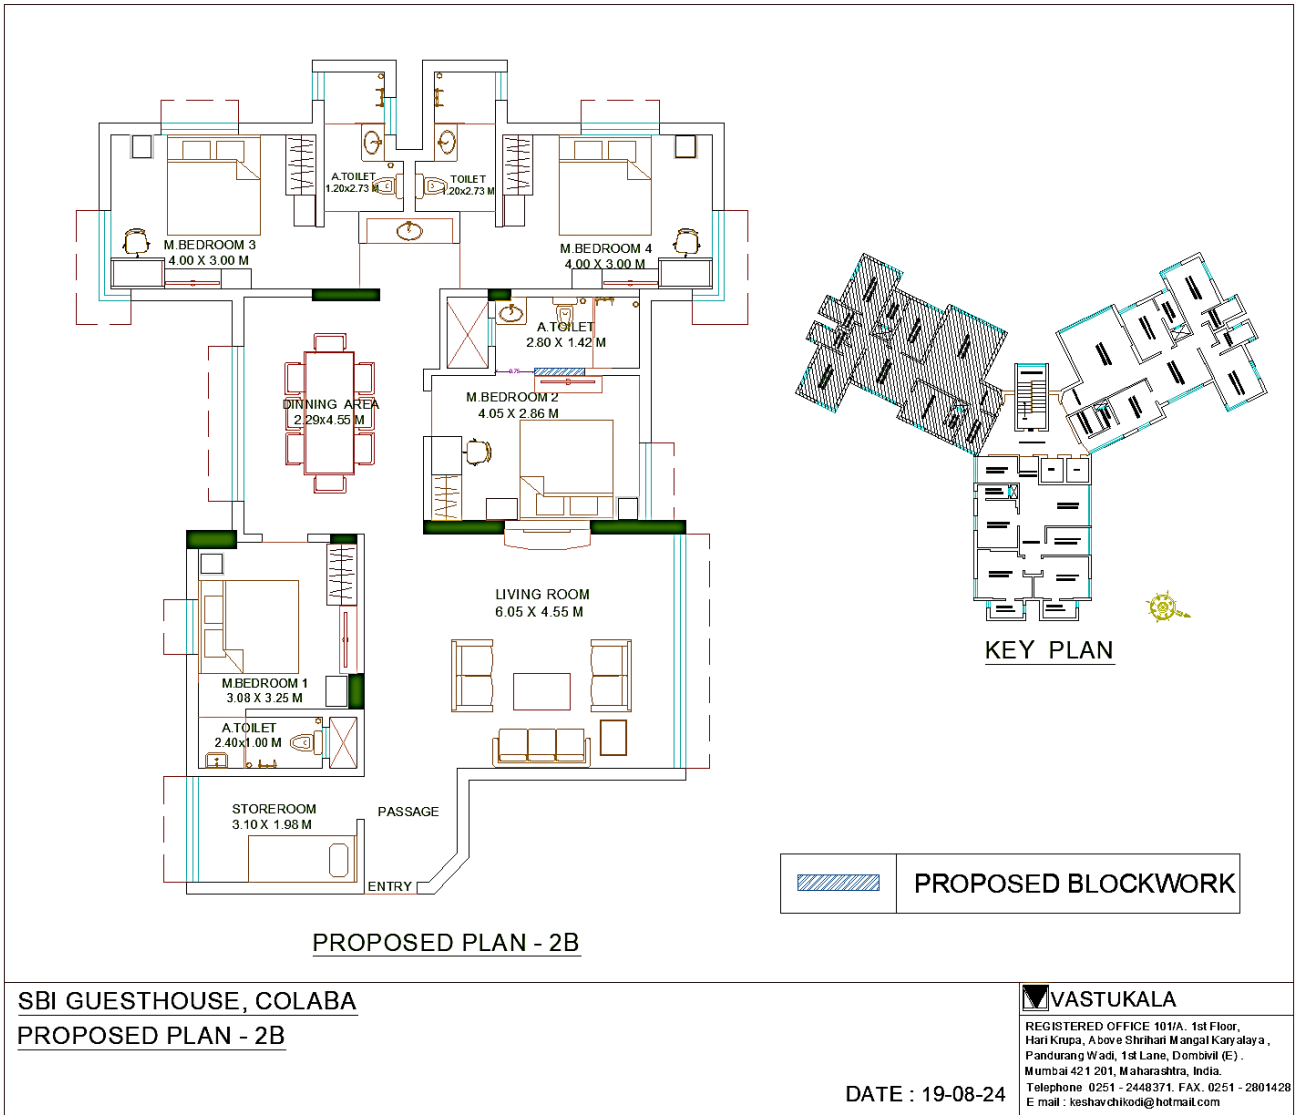 A.TOILET
1.20x2.73 M
TOILET
1.20x2.73 M
M.BEDROOM 3
4.00 X 3.00 M
M.BEDROOM 4
4.00 X 3.00 M
A.TOILET
2.80 X 1.42 M
DINNING AREA
2.29x4.55 M
M.BEDROOM 2
4.05 X 2.86 M
LIVING ROOM
6.05 X 4.55 M
M.BEDROOM 1
3.08 X 3.25 M
A.TOILET
2.40x1.00 M
STOREROOM
3.10 X 1.98 M
PASSAGE
ENTRY
PROPOSED PLAN - 2B
KEY PLAN
PROPOSED BLOCKWORK
SBI GUESTHOUSE, COLABA
PROPOSED PLAN - 2B
DATE : 19-08-24
VASTUKALA
REGISTERED OFFICE 101/A. 1st Floor,
Hari Krupa, Above Shrihari Mangal Karyalaya ,
Pandurang Wadi, 1st Lane, Dombivil (E) .
Mumbai 421 201, Maharashtra, India.
Telephone 0251 - 2448371. FAX. 0251 - 2801428
E mail : keshavchikodi@hotmail.com